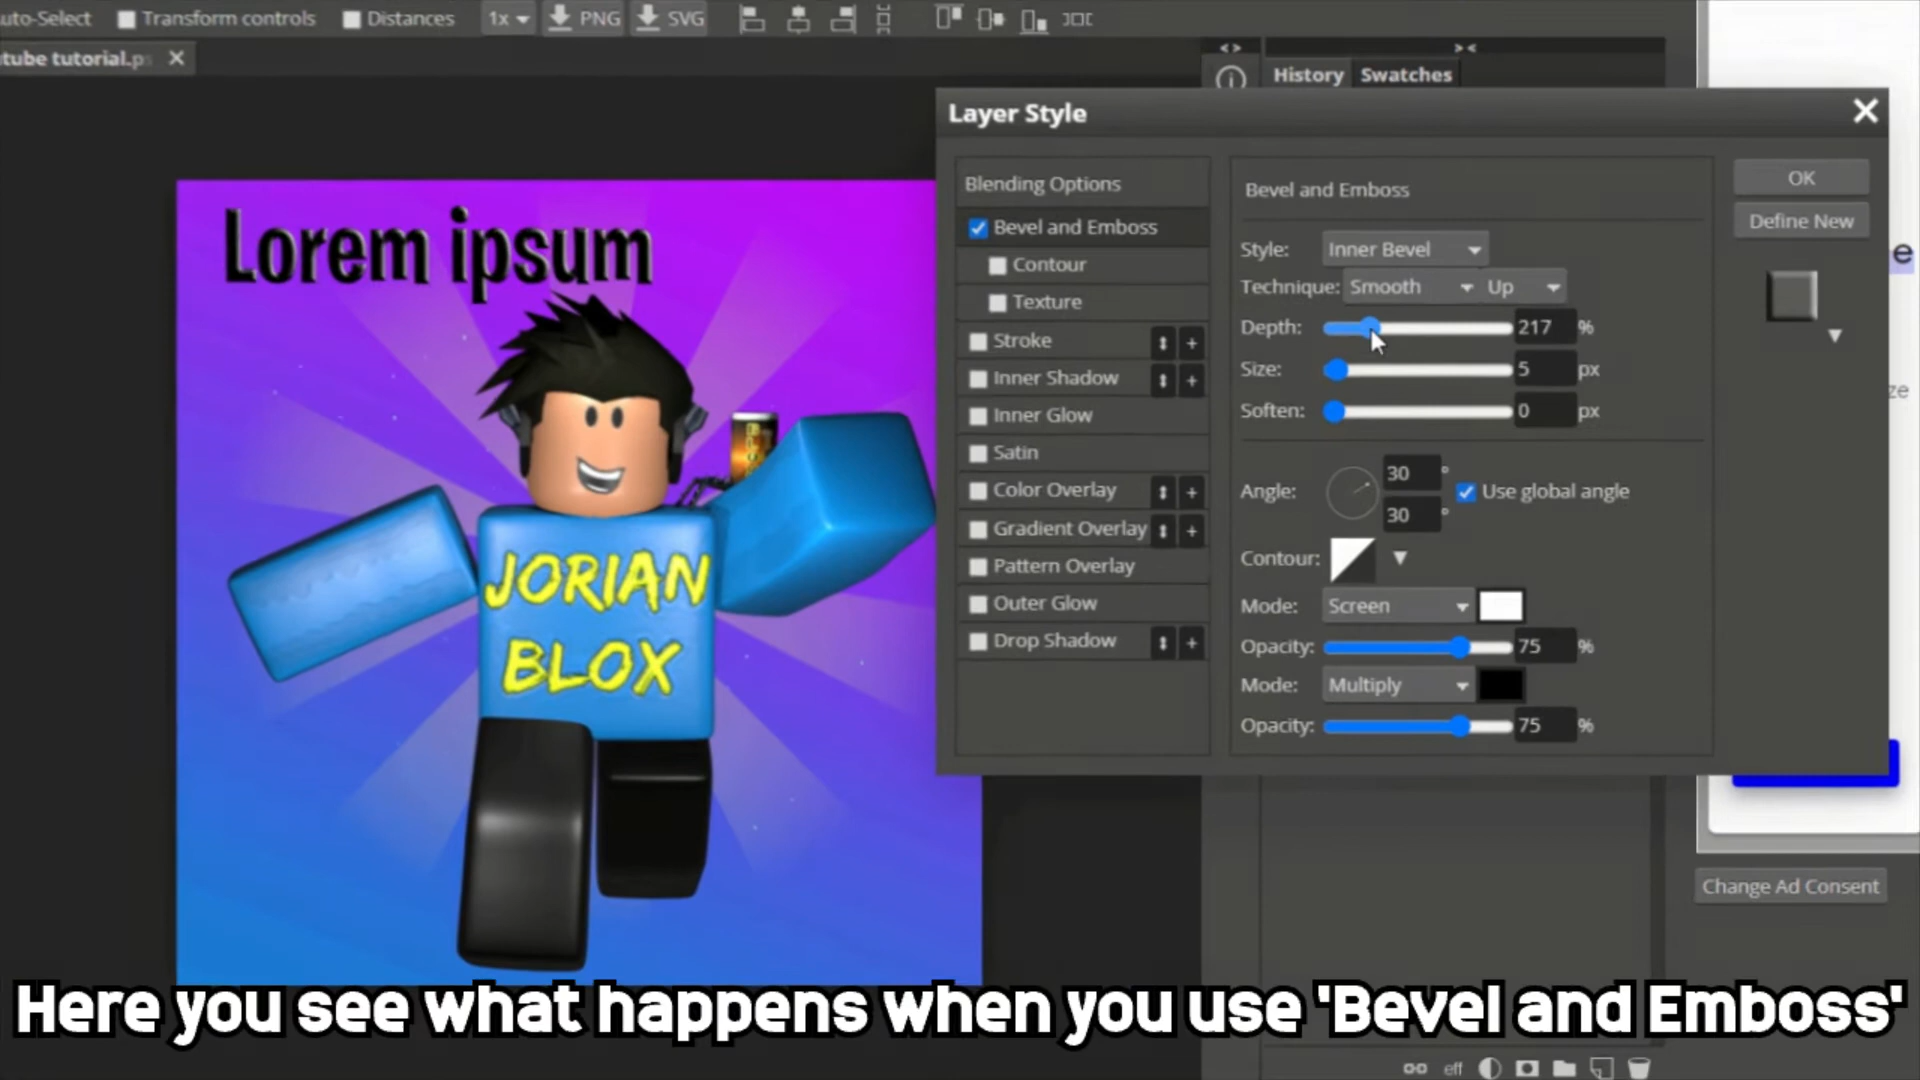 uto-Select Transform controls Distances 1x PNG SVG
tube tutorial.p
History Swatches
Layer Style
Blending Options
Bevel and Emboss
Contour
Texture
Stroke
Inner Shadow
Inner Glow
Satin
Color Overlay
Gradient Overlay
Pattern Overlay
Outer Glow
Drop Shadow
Bevel and Emboss
Style: Inner Bevel
Technique: Smooth Up
Depth: 217 %
Size: 5 px
Soften: 0 px
Angle: 30 °
30 °
Use global angle
Contour:
Mode: Screen
Opacity: 75 %
Mode: Multiply
Opacity: 75 %
OK
Define New
e
ze
Change Ad Consent
Lorem ipsum
JORIAN
BLOX
Here you see what happens when you use 'Bevel and Emboss'
eff